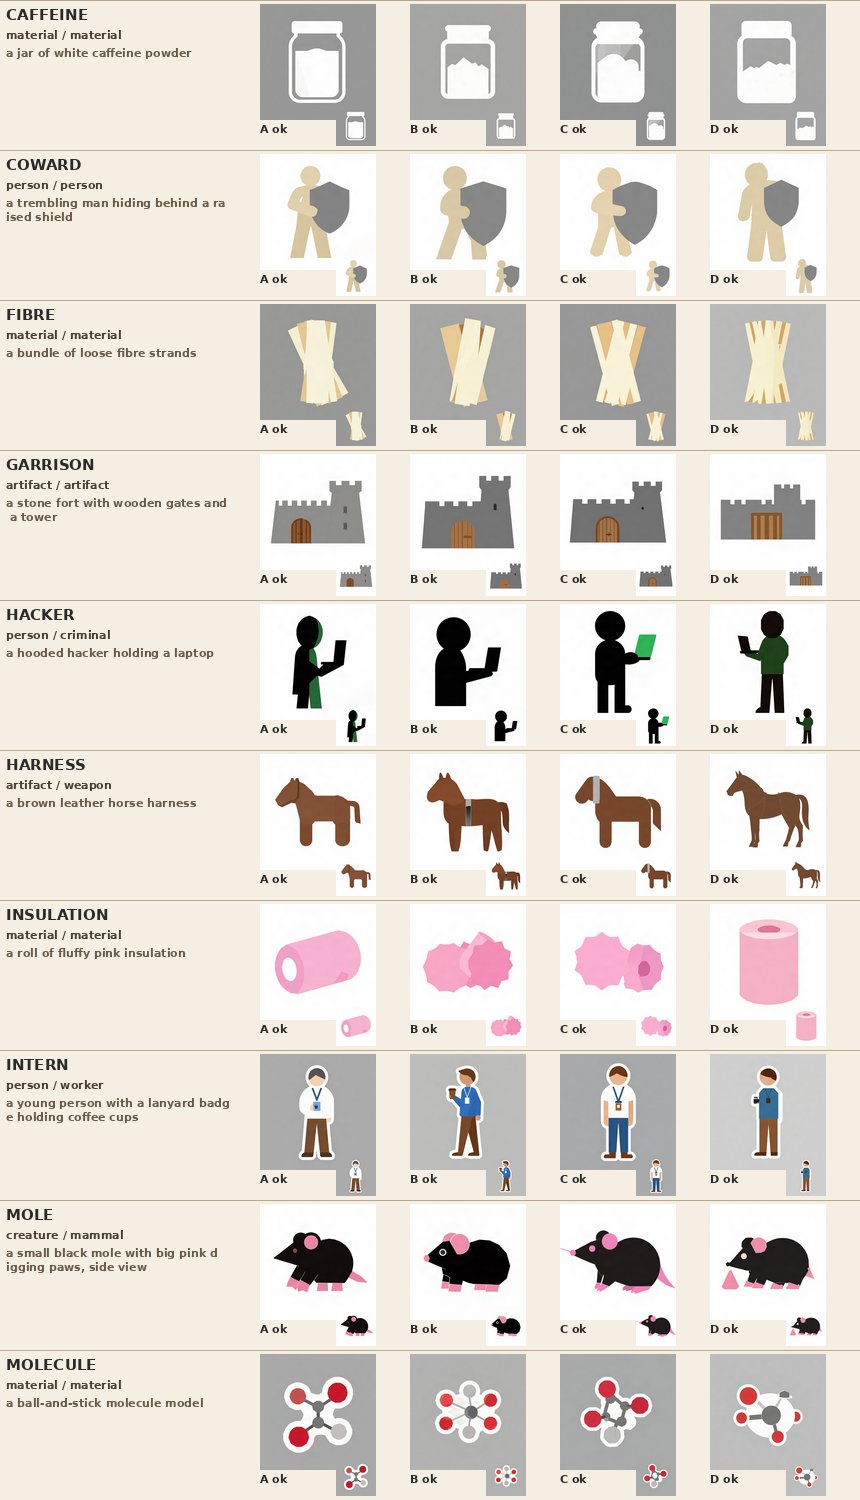 CAFFEINE
material / material
a jar of white caffeine powder
A ok
B ok
C ok
D ok
COWARD
person / person
a trembling man hiding behind a ra
ised shield
A ok
B ok
C ok
D ok
FIBRE
material / material
a bundle of loose fibre strands
A ok
B ok
C ok
D ok
GARRISON
artifact / artifact
a stone fort with wooden gates and
 a tower
A ok
B ok
C ok
D ok
HACKER
person / criminal
a hooded hacker holding a laptop
A ok
B ok
C ok
D ok
HARNESS
artifact / weapon
a brown leather horse harness
A ok
B ok
C ok
D ok
INSULATION
material / material
a roll of fluffy pink insulation
A ok
B ok
C ok
D ok
INTERN
person / worker
a young person with a lanyard badg
e holding coffee cups
A ok
B ok
C ok
D ok
MOLE
creature / mammal
a small black mole with big pink d
igging paws, side view
A ok
B ok
C ok
D ok
MOLECULE
material / material
a ball-and-stick molecule model
A ok
B ok
C ok
D ok